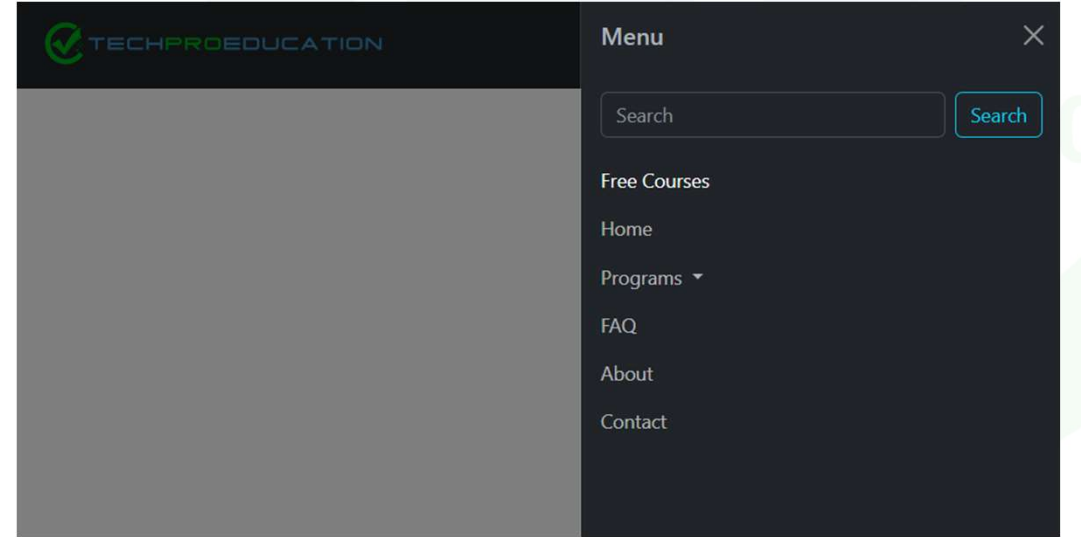 TECHPROEDUCATION
Menu
Search
Search
Free Courses
Home
Programs
FAQ
About
Contact